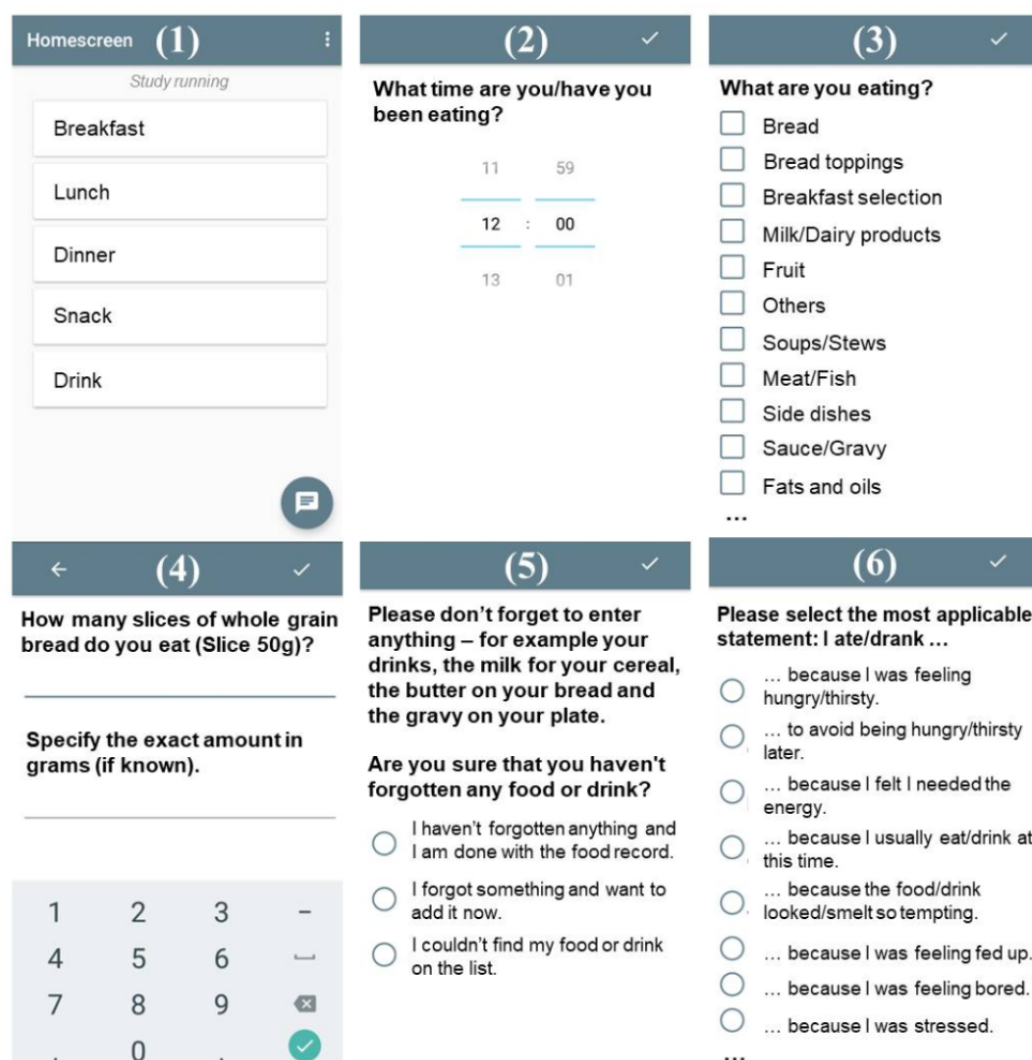 Homescreen (1)
Study running
Breakfast
Lunch
Dinner
Snack
Drink
(2)
What time are you/have you
been eating?
11 59
12 : 00
13 01
(3)
What are you eating?
Bread
Bread toppings
Breakfast selection
Milk/Dairy products
Fruit
Others
Soups/Stews
Meat/Fish
Side dishes
Sauce/Gravy
Fats and oils
...
(4)
How many slices of whole grain
bread do you eat (Slice 50g)?
Specify the exact amount in
grams (if known).
1 2 3 –
4 5 6
7 8 9
, 0 .
(5)
Please don't forget to enter
anything – for example your
drinks, the milk for your cereal,
the butter on your bread and
the gravy on your plate.
Are you sure that you haven't
forgotten any food or drink?
I haven't forgotten anything and
I am done with the food record.
I forgot something and want to
add it now.
I couldn't find my food or drink
on the list.
(6)
Please select the most applicable
statement: I ate/drank ...
... because I was feeling
hungry/thirsty.
... to avoid being hungry/thirsty
later.
... because I felt I needed the
energy.
... because I usually eat/drink at
this time.
... because the food/drink
looked/smelt so tempting.
... because I was feeling fed up.
... because I was feeling bored.
... because I was stressed.
...